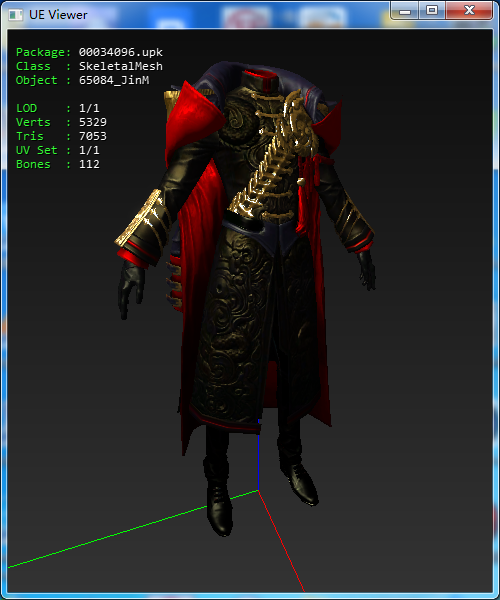 UE Viewer
Package: 00034096.upk
Class : SkeletalMesh
Object : 65084_JinM
LOD : 1/1
Verts : 5329
Tris : 7053
UV Set : 1/1
Bones : 112